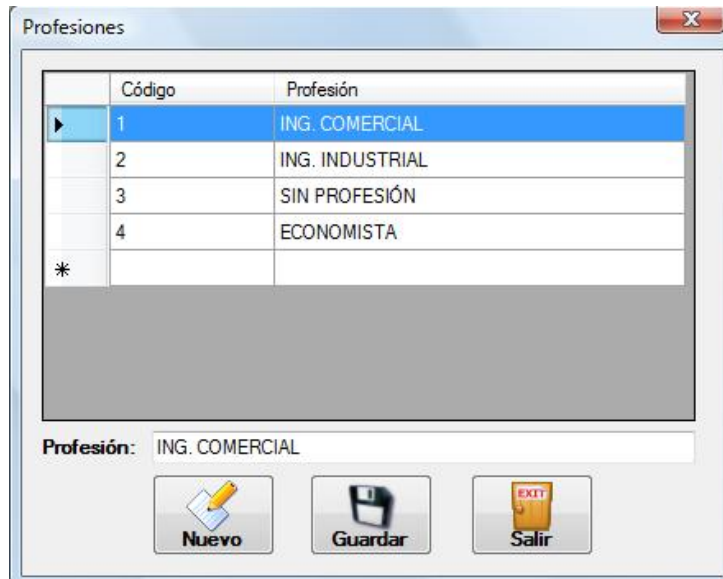 Profesiones
Código Profesión
1 ING. COMERCIAL
2 ING. INDUSTRIAL
3 SIN PROFESIÓN
4 ECONOMISTA
Profesión: ING. COMERCIAL
EXIT
Nuevo Guardar Salir